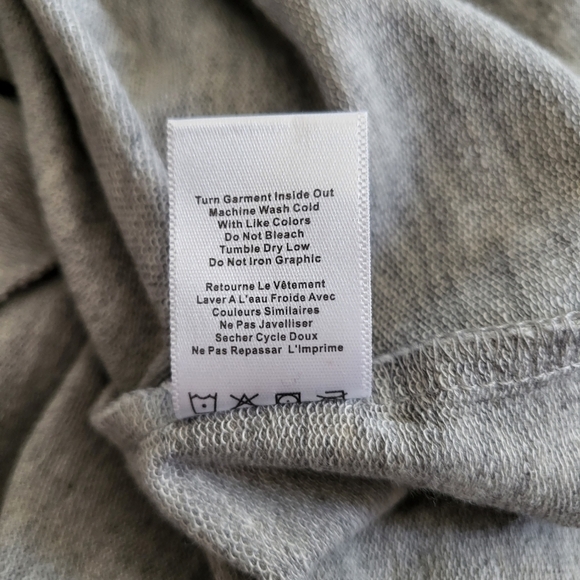 Turn Garment Inside Out
Machine Wash Cold
With Like Colors
Do Not Bleach
Tumble Dry Low
Do Not Iron Graphic
Retourne Le Vêtement
Laver A L'eau Froide Avec
Couleurs Similaires
Ne Pas Javelliser
Secher Cycle Doux
Ne Pas Repassar L'Imprime